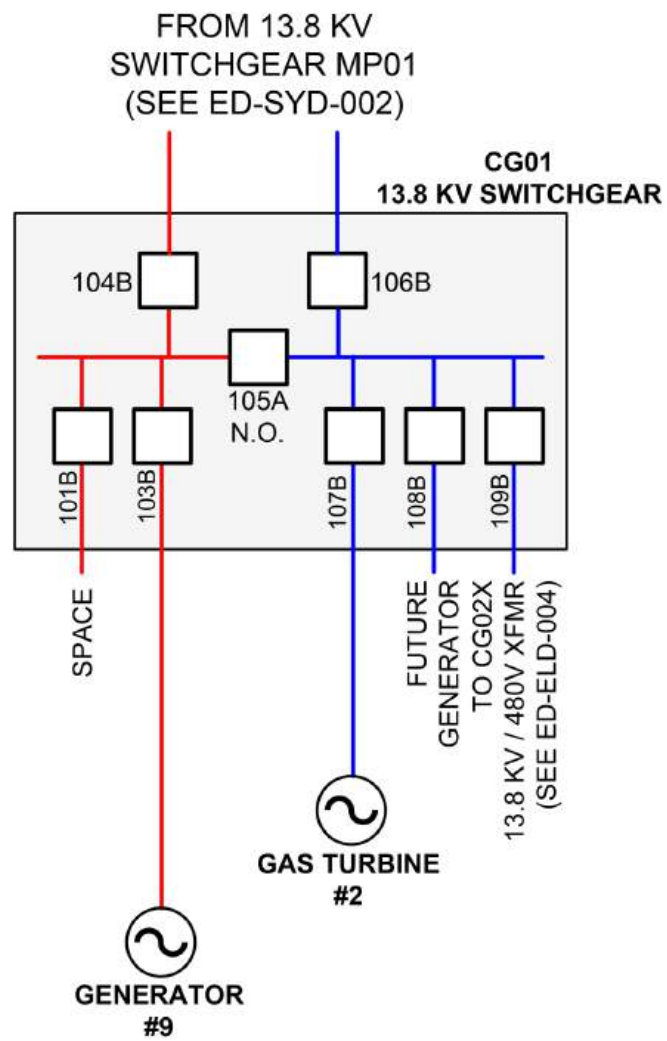 FROM 13.8 KV
SWITCHGEAR MP01
(SEE ED-SYD-002)
CG01
13.8 KV SWITCHGEAR
104B
106B
105A
N.O.
101B
103B
107B
108B
109B
SPACE
FUTURE
GENERATOR
TO CG02X
13.8 KV / 480V XFMR
(SEE ED-ELD-004)
GAS TURBINE
#2
GENERATOR
#9